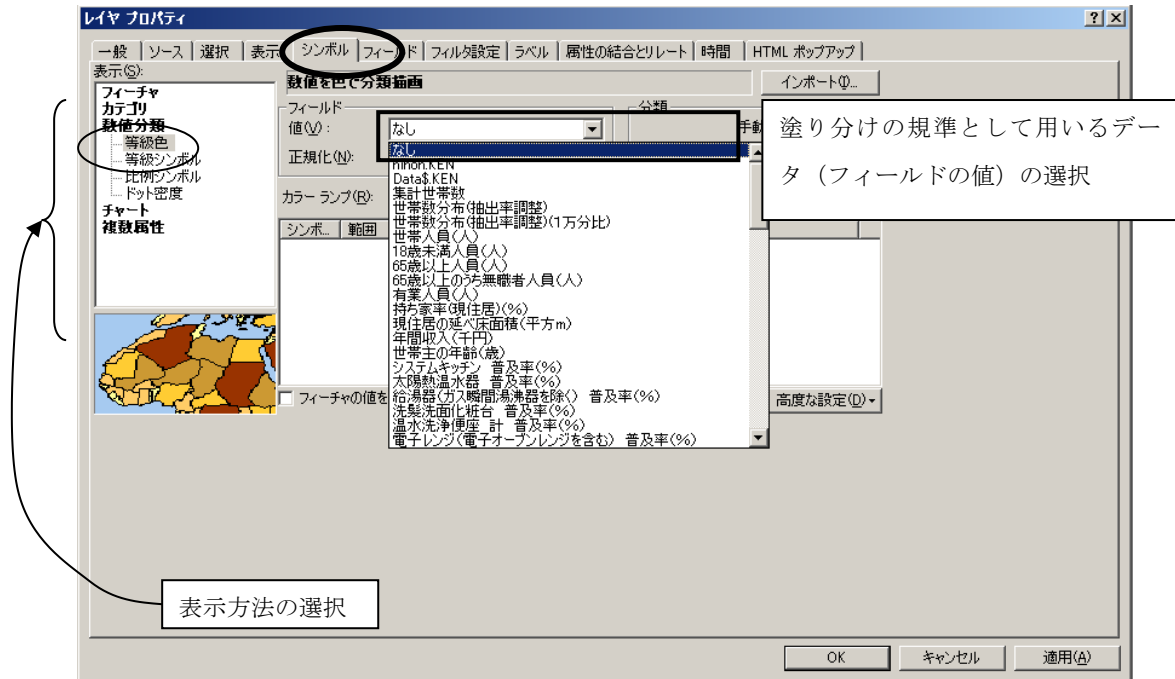 レイヤ プロパティ
一般 ソース 選択 表示 シンボル フィールド フィルタ設定 ラベル 属性の結合とリレート 時間 HTML ポップアップ
表示(S):
フィーチャ
カテゴリ
数値分類
等級色
等級シンボル
比例シンボル
ドット密度
チャート
複数属性
数値を色で分類描画
インポート(I)...
フィールド
値(V):
なし
正規化(N):
分類
手動
カラー ランプ(R):
シンボ... 範囲
なし
nihon.KEN
Data$.KEN
集計世帯数
世帯数分布(抽出率調整)
世帯数分布(抽出率調整)(1万分比)
世帯人員(人)
18歳未満人員(人)
65歳以上人員(人)
65歳以上のうち無職者人員(人)
有業人員(人)
持ち家率(現住居)(%)
現住居の延べ床面積(平方m)
年間収入(千円)
世帯主の年齢(歳)
システムキッチン 普及率(%)
太陽熱温水器 普及率(%)
給湯器(ガス瞬間湯沸器を除く) 普及率(%)
洗髪洗面化粧台 普及率(%)
温水洗浄便座 計 普及率(%)
電子レンジ(電子オーブンレンジを含む) 普及率(%)
フィーチャの値を
高度な設定(D)
塗り分けの規準として用いるデー
タ（フィールドの値）の選択
表示方法の選択
OK キャンセル 適用(A)